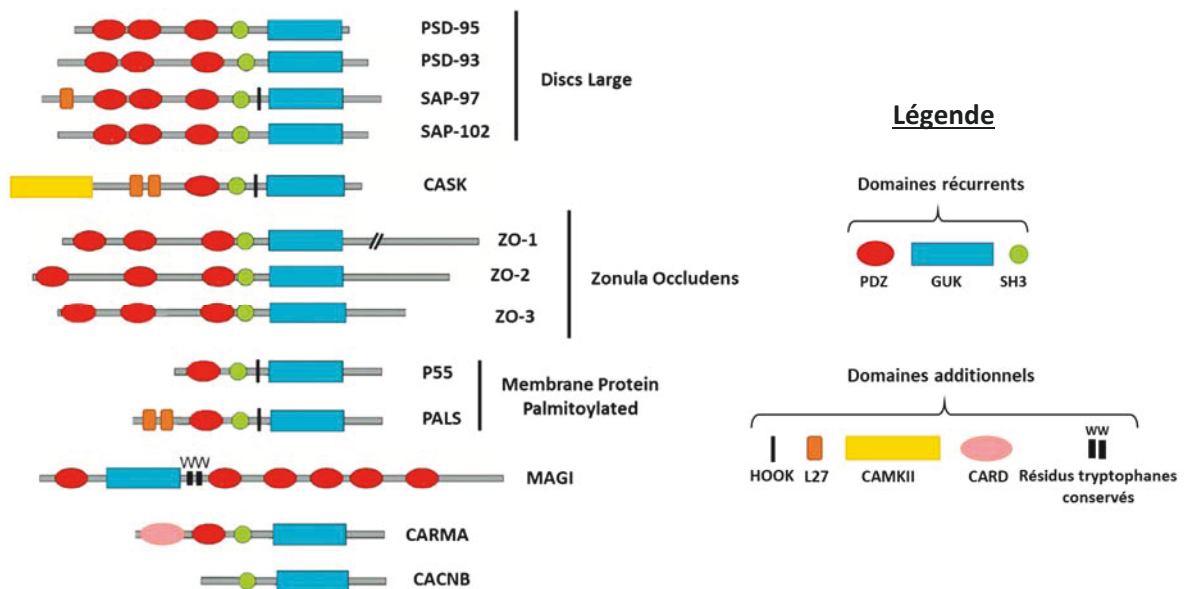 PSD-95
PSD-93
SAP-97
SAP-102
Discs Large
CASK
ZO-1
ZO-2
ZO-3
Zonula Occludens
P55
PALS
Membrane Protein
Palmitoylated
WW
MAGI
CARMA
CACNB
Légende
Domaines récurrents
PDZ
GUK
SH3
Domaines additionnels
WW
HOOK
L27
CAMKII
CARD
Résidus tryptophanes
conservés